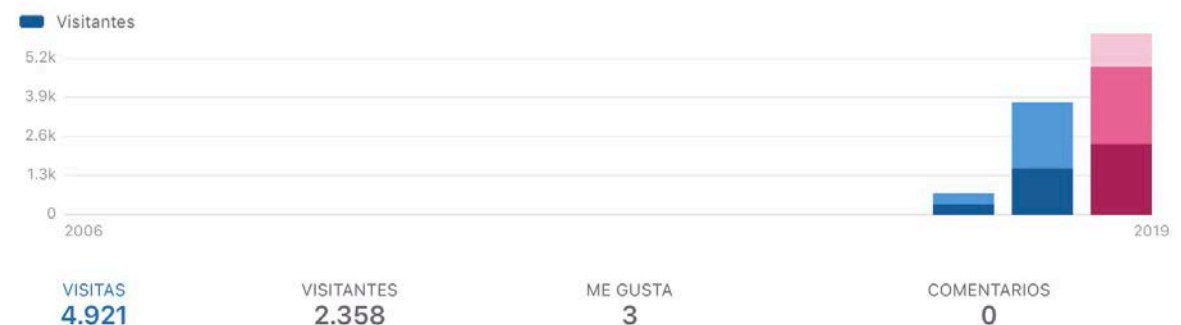 Visitantes
5.2k
3.9k
2.6k
1.3k
0
2006 2019
VISITAS VISITANTES ME GUSTA COMENTARIOS
4.921 2.358 3 0